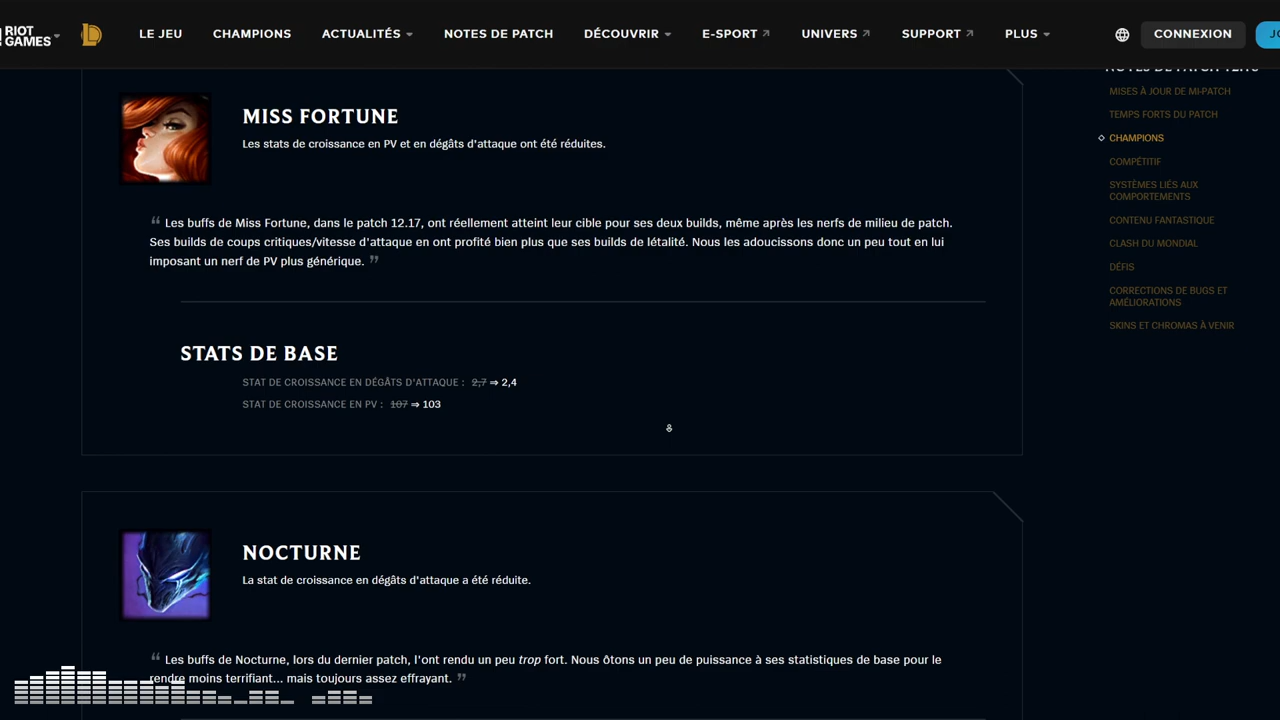 RIOT GAMES
LE JEU CHAMPIONS ACTUALITÉS NOTES DE PATCH DÉCOUVRIR E-SPORT UNIVERS SUPPORT PLUS CONNEXION
MISS FORTUNE
Les stats de croissance en PV et en dégâts d'attaque ont été réduites.
“ Les buffs de Miss Fortune, dans le patch 12.17, ont réellement atteint leur cible pour ses deux builds, même après les nerfs de milieu de patch.
Ses builds de coups critiques/vitesse d'attaque en ont profité bien plus que ses builds de létalité. Nous les adoucissons donc un peu tout en lui
imposant un nerf de PV plus générique. ”
STATS DE BASE
STAT DE CROISSANCE EN DÉGÂTS D'ATTAQUE : 2,7 ⇒ 2,4
STAT DE CROISSANCE EN PV : 107 ⇒ 103
NOCTURNE
La stat de croissance en dégâts d'attaque a été réduite.
“ Les buffs de Nocturne, lors du dernier patch, l'ont rendu un peu trop fort. Nous ôtons un peu de puissance à ses statistiques de base pour le
rendre moins terrifiant... mais toujours assez effrayant. ”
MISES À JOUR DE MI-PATCH
TEMPS FORTS DU PATCH
CHAMPIONS
COMPÉTITIF
SYSTÈMES LIÉS AUX
COMPORTEMENTS
CONTENU FANTASTIQUE
CLASH DU MONDIAL
DÉFIS
CORRECTIONS DE BUGS ET
AMÉLIORATIONS
SKINS ET CHROMAS À VENIR